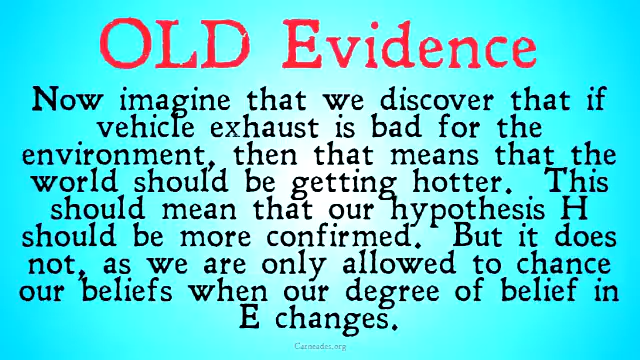 OLD Evidence
Now imagine that we discover that if
vehicle exhaust is bad for the
environment, then that means that the
world should be getting hotter.  This
should mean that our hypothesis H
should be more confirmed.  But it does
not, as we are only allowed to chance
our beliefs when our degree of belief in
E changes.
Carneades.org